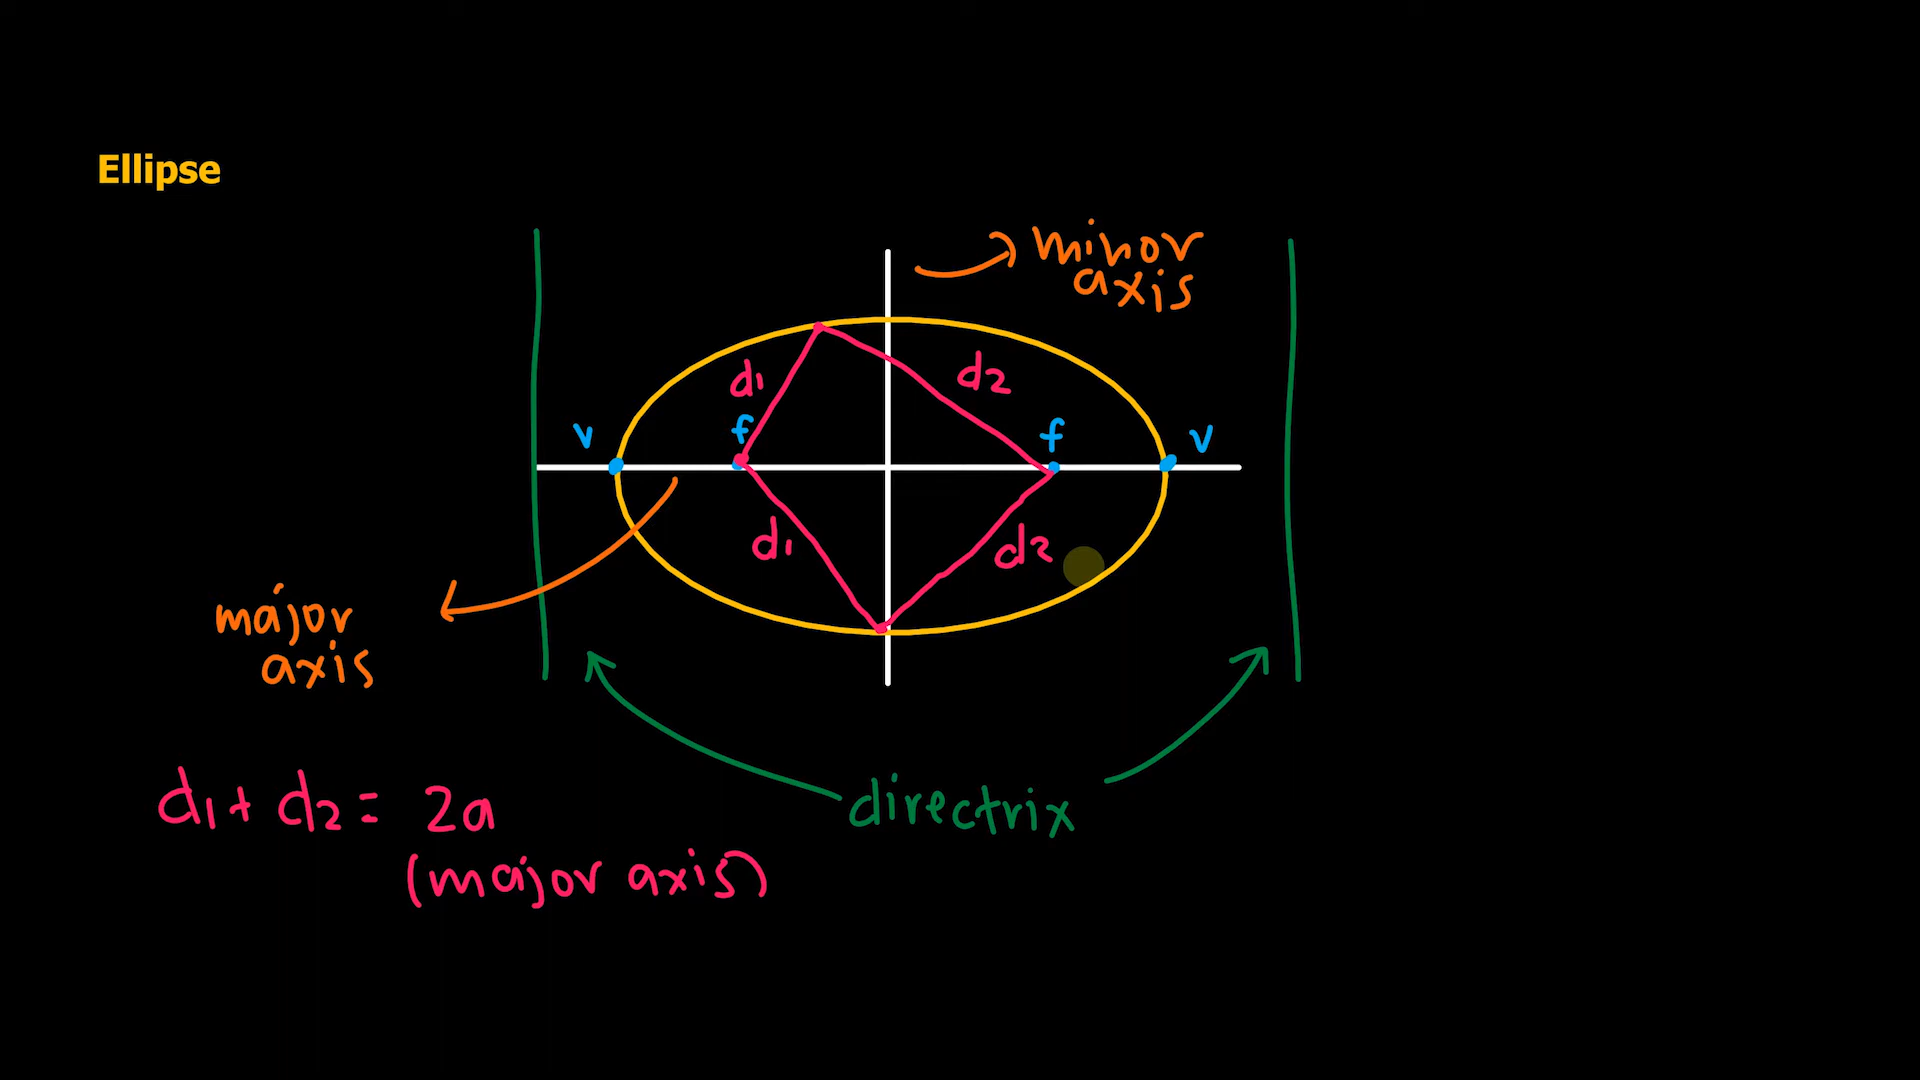 Ellipse
minor
axis
d1
d2
f
f
v
v
d1
d2
major
axis
d1 + d2 = 2a
(major axis)
directrix